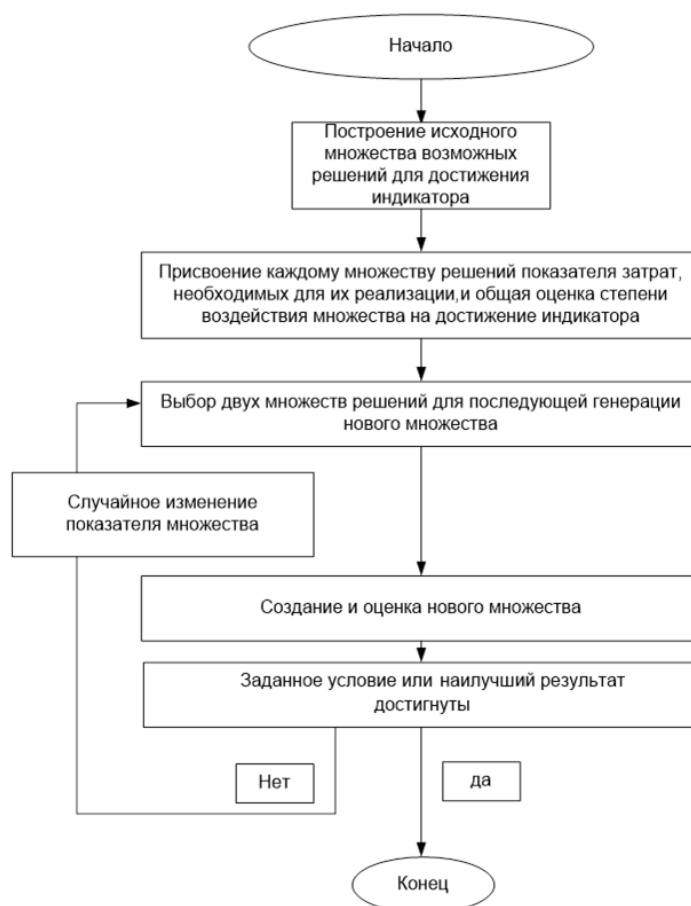 Начало
Построение исходного
множества возможных
решений для достижения
индикатора
Присвоение каждому множеству решений показателя затрат,
необходимых для их реализации,и общая оценка степени
воздействия множества на достижение индикатора
Выбор двух множеств решений для последующей генерации
нового множества
Случайное изменение
показателя множества
Создание и оценка нового множества
Заданное условие или наилучший результат
достигнуты
Нет
да
Конец